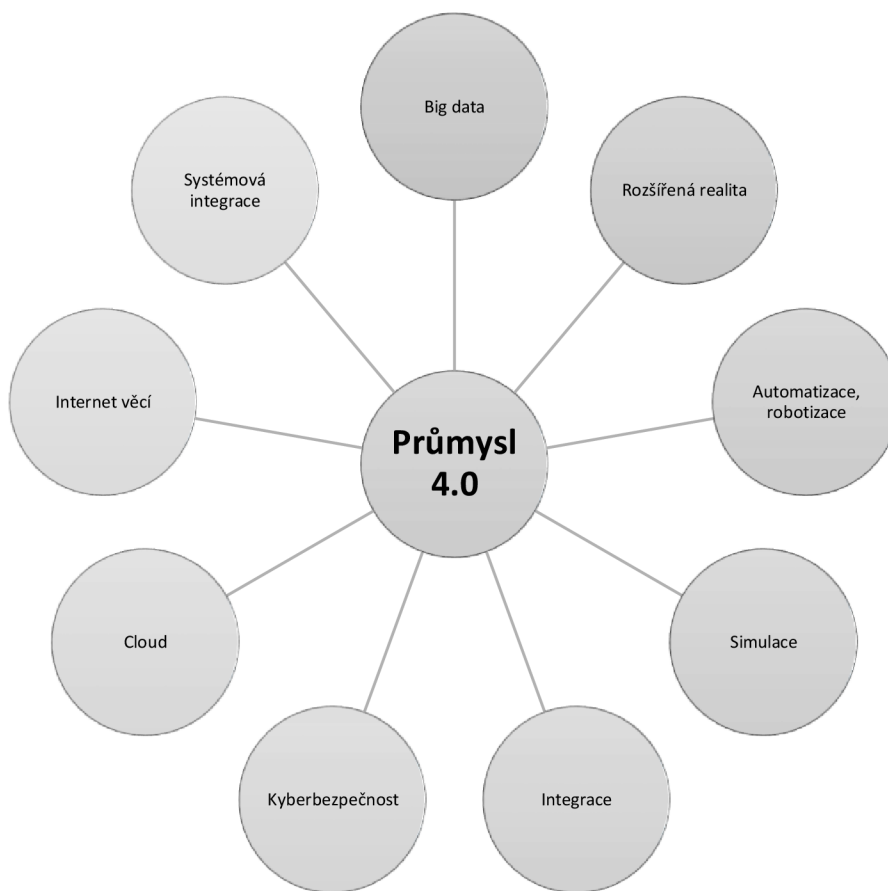 Big data
Rozšířená realita
Automatizace,
robotizace
Simulace
Integrace
Kyberbezpečnost
Cloud
Internet věcí
Systémová
integrace
Průmysl
4.0